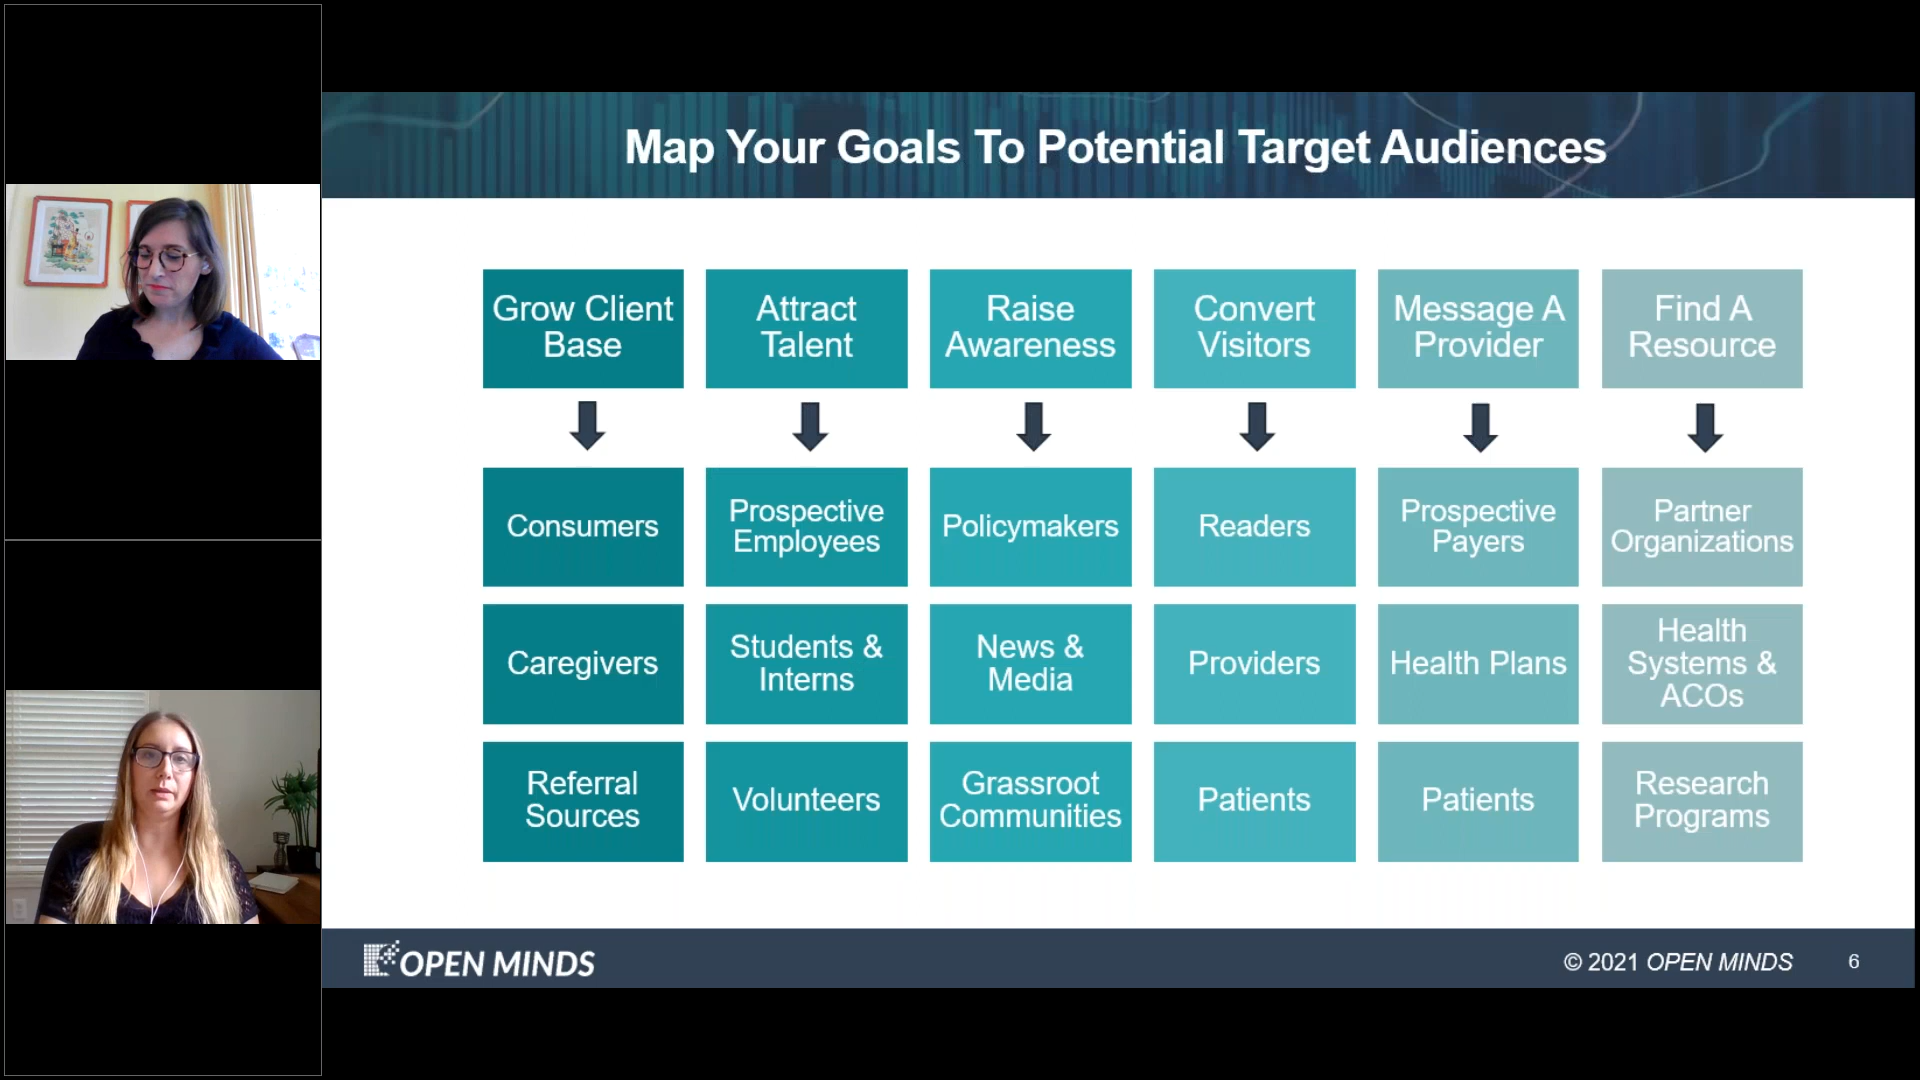 Map Your Goals To Potential Target Audiences
Grow Client
Base
Attract
Talent
Raise
Awareness
Convert
Visitors
Message A
Provider
Find A
Resource
Consumers
Prospective
Employees
Policymakers
Readers
Prospective
Payers
Partner
Organizations
Caregivers
Students &
Interns
News &
Media
Providers
Health Plans
Health
Systems &
ACOs
Referral
Sources
Volunteers
Grassroot
Communities
Patients
Patients
Research
Programs
OPEN MINDS
© 2021 OPEN MINDS
6